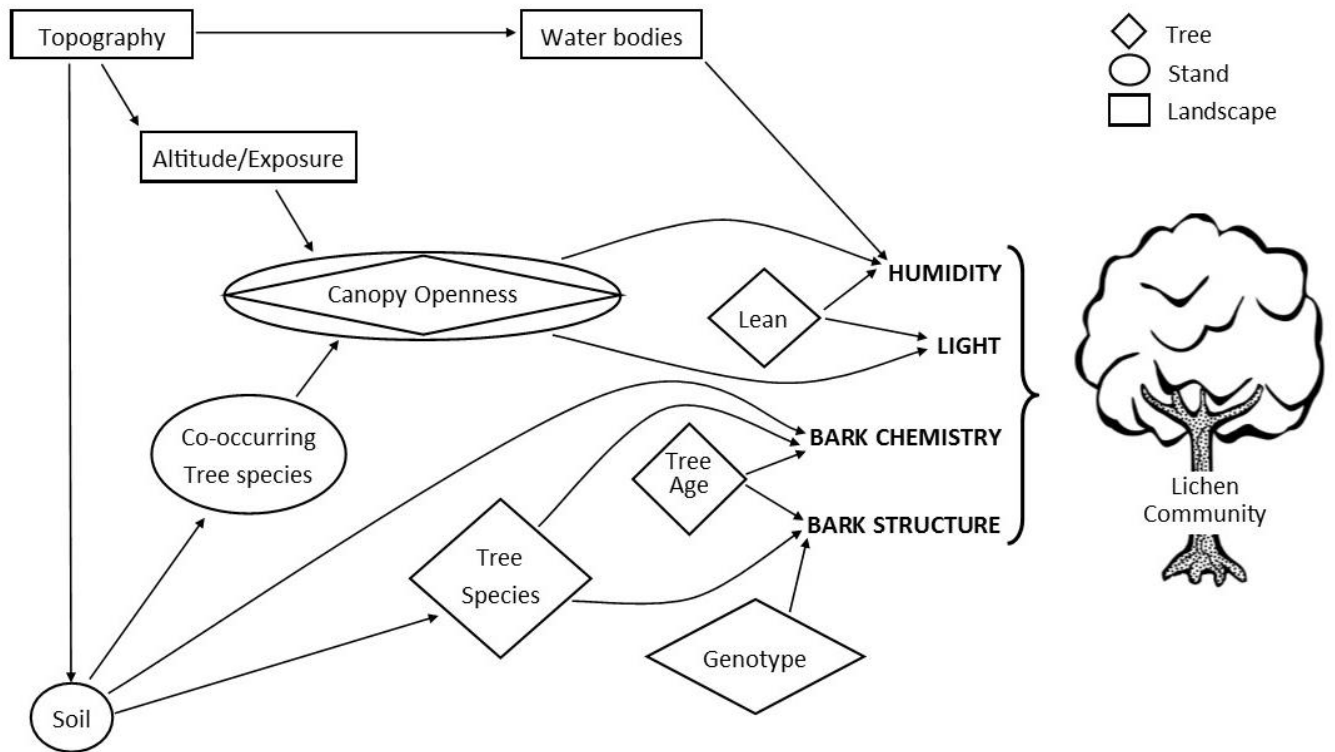 Topography
Water bodies
Tree
Stand
Landscape
Altitude/Exposure
Canopy Openness
HUMIDITY
Lean
LIGHT
Co-occurring
Tree species
BARK CHEMISTRY
Tree
Age
BARK STRUCTURE
Lichen
Community
Tree
Species
Genotype
Soil